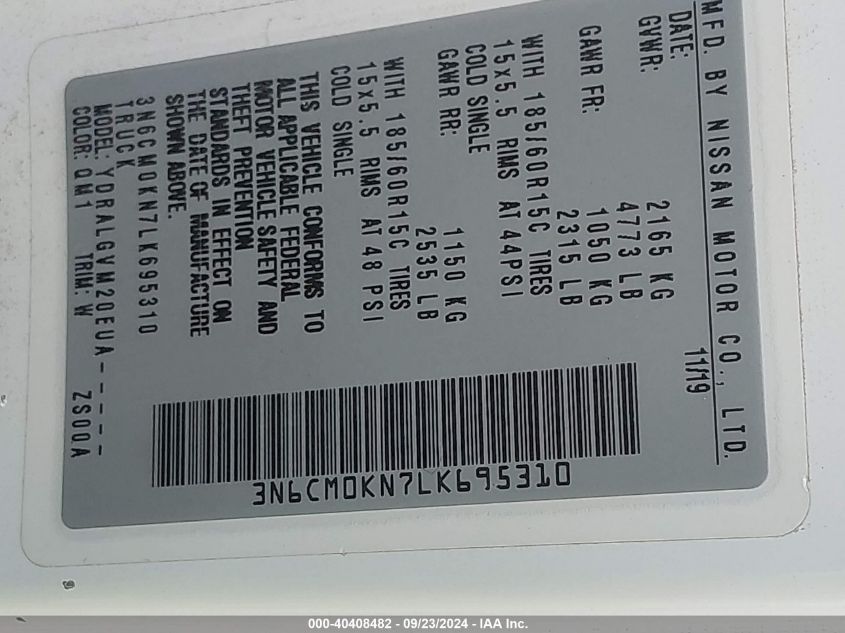 MFD. BY NISSAN MOTOR CO., LTD.
DATE: 11/19
GVWR: 2165 KG
4773 LB
GAWR FR: 1050 KG
2315 LB
WITH 185/60R15C TIRES
15x5.5 RIMS AT 44PSI
COLD SINGLE
GAWR RR: 1150 KG
2535 LB
WITH 185/60R15C TIRES
15x5.5 RIMS AT 48 PSI
COLD SINGLE
THIS VEHICLE CONFORMS TO
ALL APPLICABLE FEDERAL
MOTOR VEHICLE SAFETY AND
THEFT PREVENTION
STANDARDS IN EFFECT ON
THE DATE OF MANUFACTURE
SHOWN ABOVE.
3N6CM0KN7LK695310
TRUCK
MODEL: YDRALGVM20EUA-----
COLOR: QM1 TRIM: W ZS00A
3N6CM0KN7LK695310
000-40408482 - 09/23/2024 - IAA Inc.